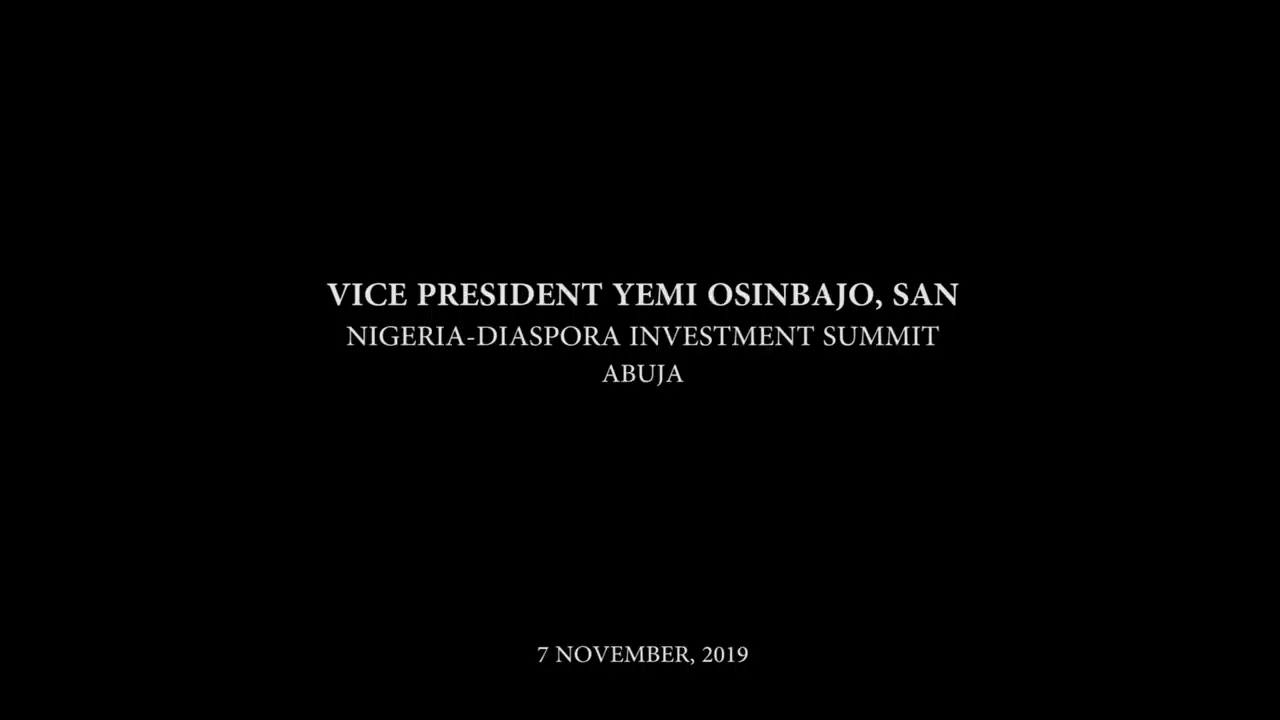 VICE PRESIDENT YEMI OSINBAJO, SAN
NIGERIA-DIASPORA INVESTMENT SUMMIT
ABUJA
7 NOVEMBER, 2019